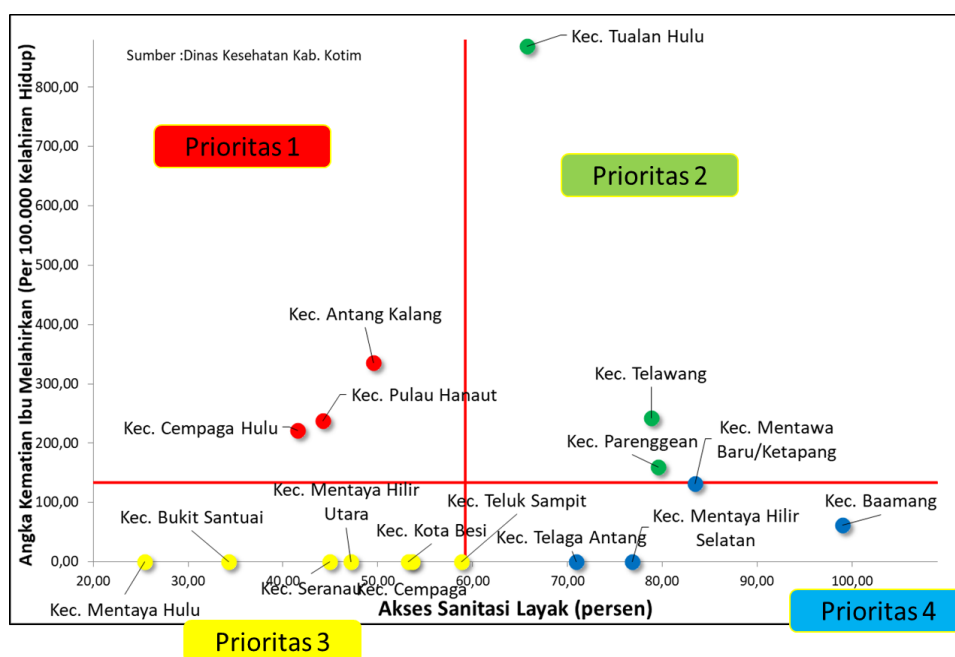 Sumber :Dinas Kesehatan Kab. Kotim
Kec. Tualan Hulu
Prioritas 1
Prioritas 2
Angka Kematian Ibu Melahirkan (Per 100.000 Kelahiran Hidup)
800,00
700,00
600,00
500,00
400,00
300,00
200,00
100,00
0,00
Kec. Antang Kalang
Kec. Pulau Hanaut
Kec. Cempaga Hulu
Kec. Telawang
Kec. Parenggean
Kec. Mentawa
Baru/Ketapang
Kec. Mentaya Hilir
Utara
Kec. Bukit Santuai
Kec. Kota Besi
Kec. Teluk Sampit
Kec. Telaga Antang
Kec. Mentaya Hilir
Selatan
Kec. Baamang
20,00 30,00 40,00 50,00 60,00 70,00 80,00 90,00 100,00
Kec. Mentaya Hulu
Kec. Seranau
Kec. Cempaga
Akses Sanitasi Layak (persen)
Prioritas 3
Prioritas 4